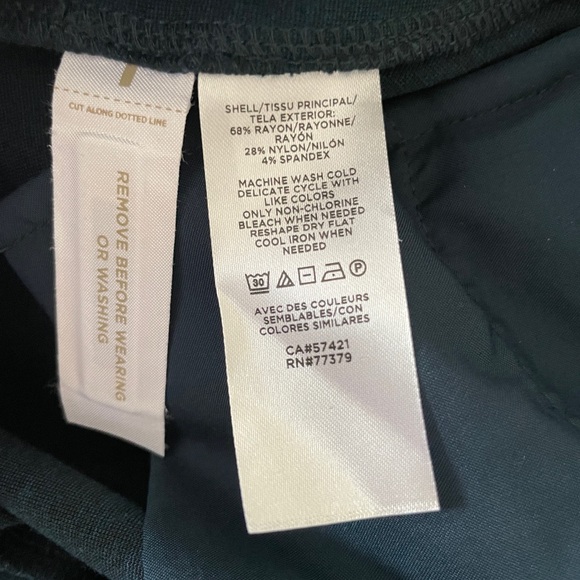 CUT ALONG DOTTED LINE
REMOVE BEFORE WEARING
OR WASHING
SHELL/TISSU PRINCIPAL/
TELA EXTERIOR:
68% RAYON/RAYONNE/
RAYÓN
28% NYLON/NILÓN
4% SPANDEX
MACHINE WASH COLD
DELICATE CYCLE WITH
LIKE COLORS
ONLY NON-CHLORINE
BLEACH WHEN NEEDED
RESHAPE DRY FLAT
COOL IRON WHEN
NEEDED
30 P
AVEC DES COULEURS
SEMBLABLES/CON
COLORES SIMILARES
CA#57421
RN#77379